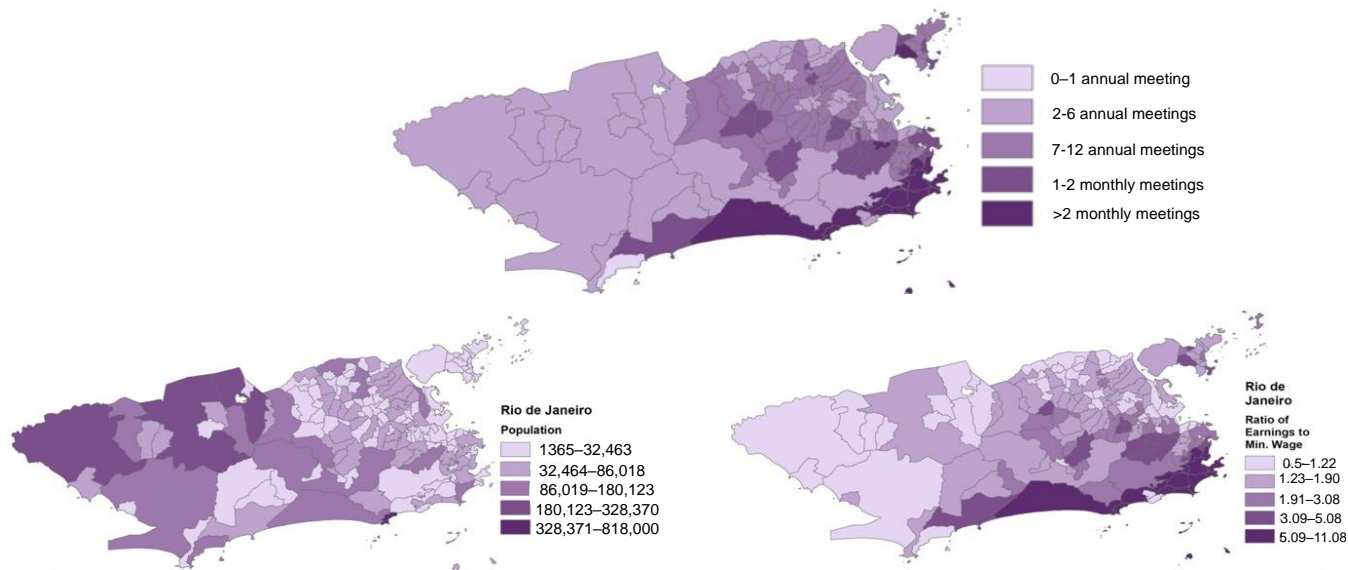 0–1 annual meeting
2-6 annual meetings
7-12 annual meetings
1-2 monthly meetings
>2 monthly meetings
Rio de Janeiro
Population
1365–32,463
32,464–86,018
86,019–180,123
180,123–328,370
328,371–818,000
Rio de
Janeiro
Ratio of
Earnings to
Min. Wage
0.5–1.22
1.23–1.90
1.91–3.08
3.09–5.08
5.09–11.08